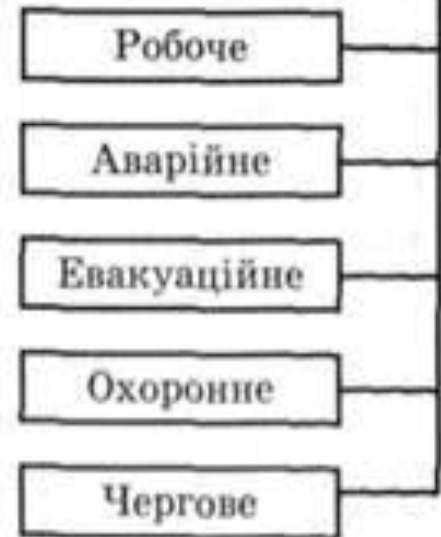 Робоче
Аварійне
Евакуаційне
Охоронне
Чергове